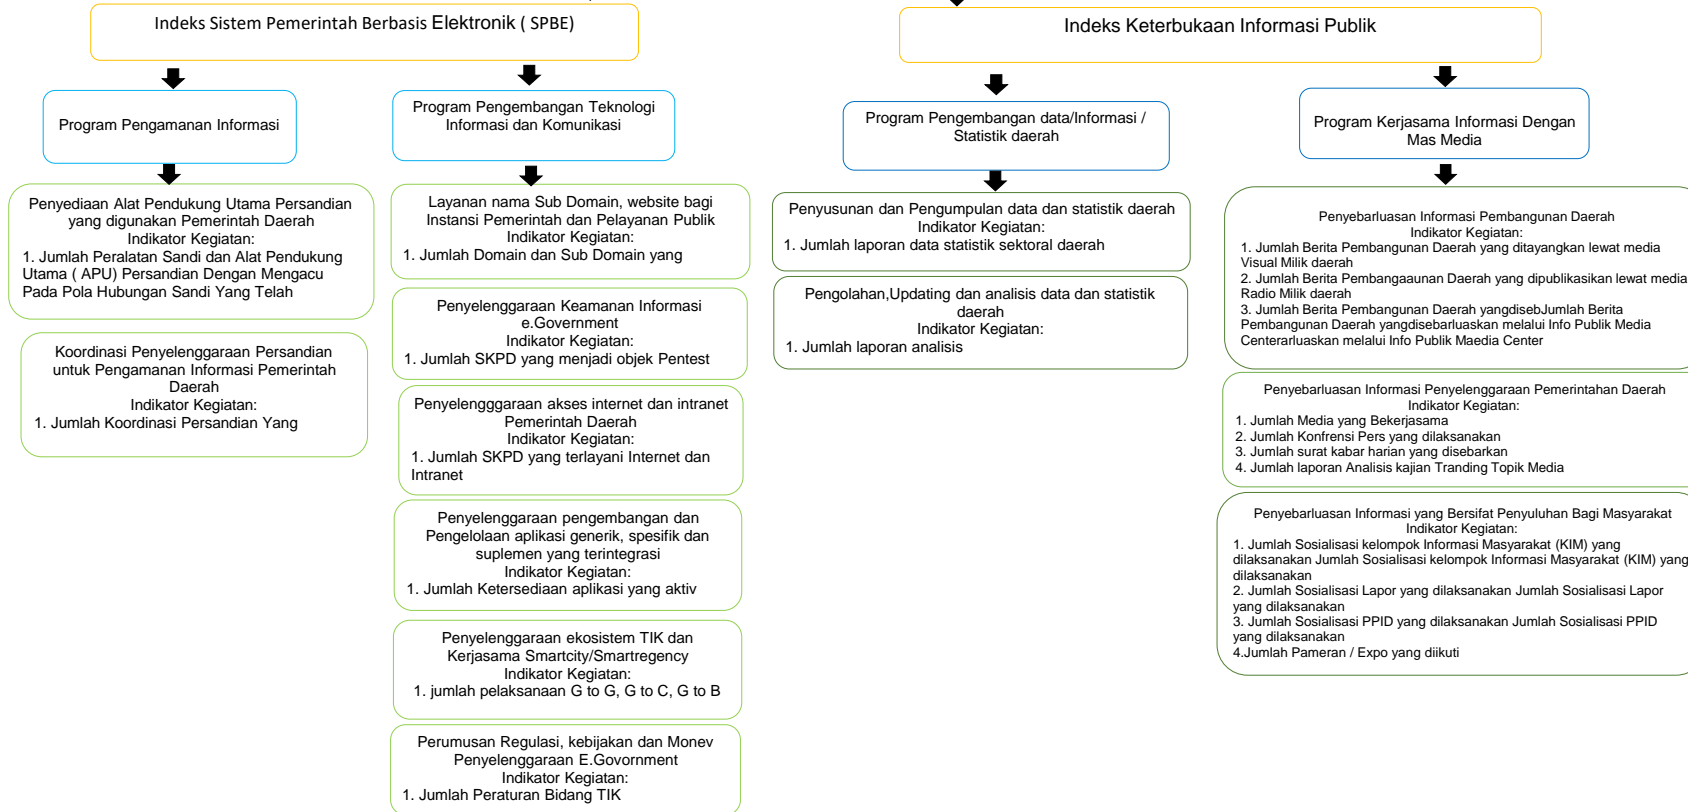 Indeks Sistem Pemerintah Berbasis Elektronik ( SPBE)
Indeks Keterbukaan Informasi Publik
Program Pengamanan Informasi
Penyediaan Alat Pendukung Utama Persandian
yang digunakan Pemerintah Daerah
Indikator Kegiatan:
1. Jumlah Peralatan Sandi dan Alat Pendukung
Utama ( APU) Persandian Dengan Mengacu
Pada Pola Hubungan Sandi Yang Telah
Koordinasi Penyelenggaraan Persandian
untuk Pengamanan Informasi Pemerintah
Daerah
Indikator Kegiatan:
1. Jumlah Koordinasi Persandian Yang
Program Pengembangan Teknologi
Informasi dan Komunikasi
Layanan nama Sub Domain, website bagi
Instansi Pemerintah dan Pelayanan Publik
Indikator Kegiatan:
1. Jumlah Domain dan Sub Domain yang
Penyelenggaraan Keamanan Informasi
e.Government
Indikator Kegiatan:
1. Jumlah SKPD yang menjadi objek Pentest
Penyelengggaraan akses internet dan intranet
Pemerintah Daerah
Indikator Kegiatan:
1. Jumlah SKPD yang terlayani Internet dan
Intranet
Penyelenggaraan pengembangan dan
Pengelolaan aplikasi generik, spesifik dan
suplemen yang terintegrasi
Indikator Kegiatan:
1. Jumlah Ketersediaan aplikasi yang aktiv
Penyelenggaraan ekosistem TIK dan
Kerjasama Smartcity/Smartregency
Indikator Kegiatan:
1. jumlah pelaksanaan G to G, G to C, G to B
Perumusan Regulasi, kebijakan dan Monev
Penyelenggaraan E.Govornment
Indikator Kegiatan:
1. Jumlah Peraturan Bidang TIK
Program Pengembangan data/Informasi /
Statistik daerah
Penyusunan dan Pengumpulan data dan statistik daerah
Indikator Kegiatan:
1. Jumlah laporan data statistik sektoral daerah
Pengolahan,Updating dan analisis data dan statistik
daerah
Indikator Kegiatan:
1. Jumlah laporan analisis
Program Kerjasama Informasi Dengan
Mas Media
Penyebarluasan Informasi Pembangunan Daerah
Indikator Kegiatan:
1. Jumlah Berita Pembangunan Daerah yang ditayangkan lewat media
Visual Milik daerah
2. Jumlah Berita Pembangaaunan Daerah yang dipublikasikan lewat media
Radio Milik daerah
3. Jumlah Berita Pembangunan Daerah yangdisebJumlah Berita
Pembangunan Daerah yangdisebarluaskan melalui Info Publik Media
Centerarluaskan melalui Info Publik Maedia Center
Penyebarluasan Informasi Penyelenggaraan Pemerintahan Daerah
Indikator Kegiatan:
1. Jumlah Media yang Bekerjasama
2. Jumlah Konfrensi Pers yang dilaksanakan
3. Jumlah surat kabar harian yang disebarkan
4. Jumlah laporan Analisis kajian Tranding Topik Media
Penyebarluasan Informasi yang Bersifat Penyuluhan Bagi Masyarakat
Indikator Kegiatan:
1. Jumlah Sosialisasi kelompok Informasi Masyarakat (KIM) yang
dilaksanakan Jumlah Sosialisasi kelompok Informasi Masyarakat (KIM) yang
dilaksanakan
2. Jumlah Sosialisasi Lapor yang dilaksanakan Jumlah Sosialisasi Lapor
yang dilaksanakan
3. Jumlah Sosialisasi PPID yang dilaksanakan Jumlah Sosialisasi PPID
yang dilaksanakan
4.Jumlah Pameran / Expo yang diikuti